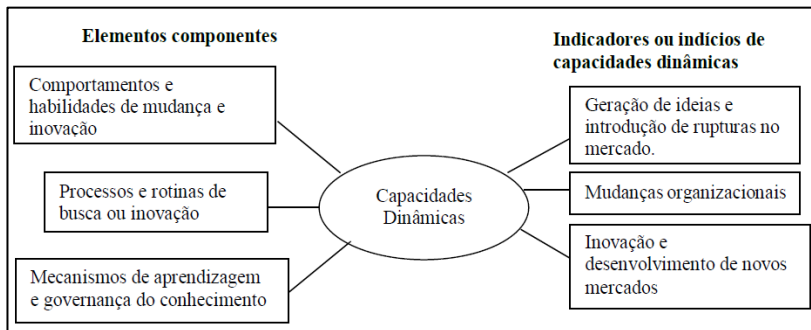 Elementos componentes
Comportamentos e
habilidades de mudança e
inovação
Processos e rotinas de
busca ou inovação
Mecanismos de aprendizagem
e governança do conhecimento
Capacidades
Dinâmicas
Indicadores ou indícios de
capacidades dinâmicas
Geração de ideias e
introdução de rupturas no
mercado.
Mudanças organizacionais
Inovação e
desenvolvimento de novos
mercados